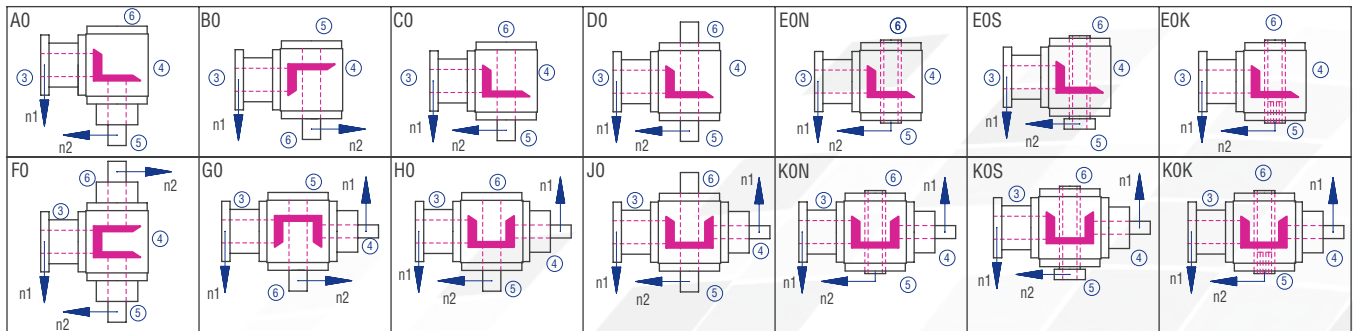 A0
⑥
③
④
n1
⑤
n2
B0
⑤
③
④
n1
⑥
n2
C0
⑥
③
④
n1
⑤
n2
D0
⑥
③
④
n1
⑤
n2
E0N
⑥
③
④
n1
⑤
n2
E0S
⑥
③
④
n1
n2
⑤
E0K
⑥
③
④
n1
⑤
n2
F0
n2
⑥
③
④
n1
⑤
n2
G0
⑤
n1
③
④
n1
⑥
n2
H0
⑥
n1
③
④
n1
⑤
n2
J0
⑥
n1
③
④
n1
⑤
n2
K0N
⑥
n1
③
④
n1
⑤
n2
K0S
⑥
n1
③
④
n1
⑤
n2
K0K
⑥
n1
③
④
n1
⑤
n2